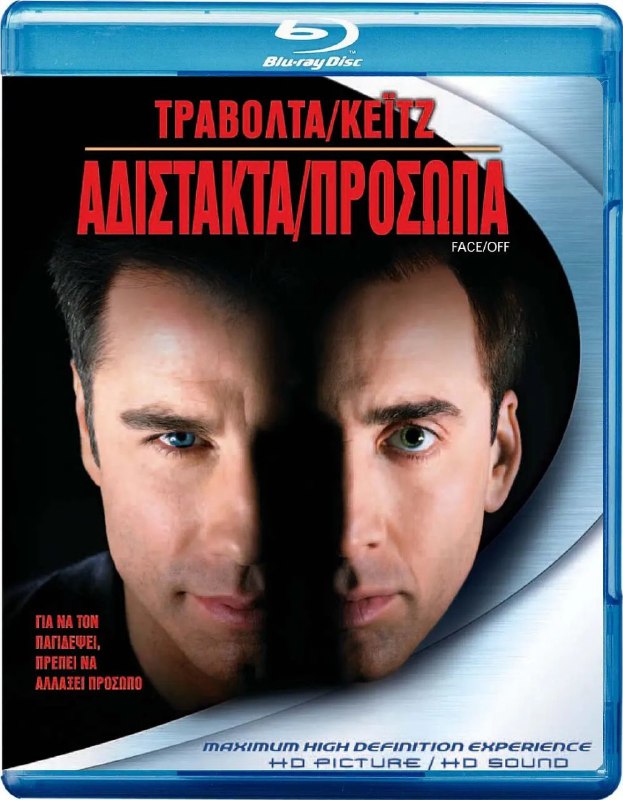 Blu-ray Disc™
ΤΡΑΒΟΛΤΑ/ΚΕΪΤΖ
ΑΔΙΣΤΑΚΤΑ/ΠΡΟΣΩΠΑ
FACE/OFF
ΓΙΑ ΝΑ ΤΟΝ
ΠΑΓΙΔΕΨΕΙ,
ΠΡΕΠΕΙ ΝΑ
ΑΛΛΑΞΕΙ ΠΡΟΣΩΠΟ
MAXIMUM HIGH DEFINITION EXPERIENCE
HD PICTURE / HD SOUND